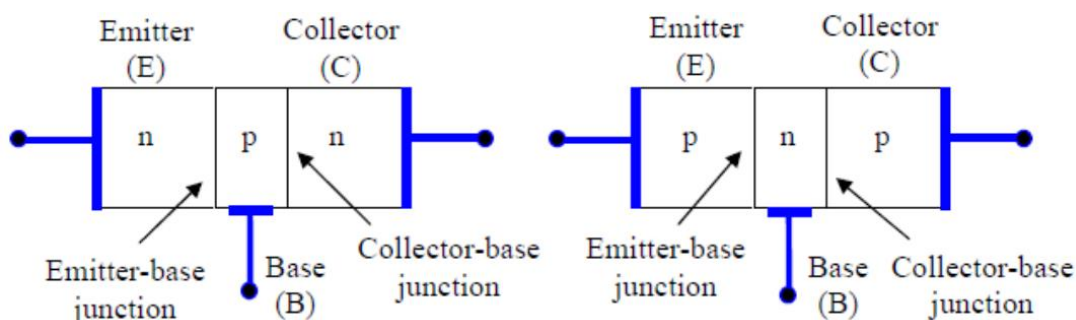 Emitter
(E)
Collector
(C)
n
p
n
Emitter-base
junction
Base
(B)
Collector-base
junction
Emitter
(E)
Collector
(C)
p
n
p
Emitter-base
junction
Base
(B)
Collector-base
junction